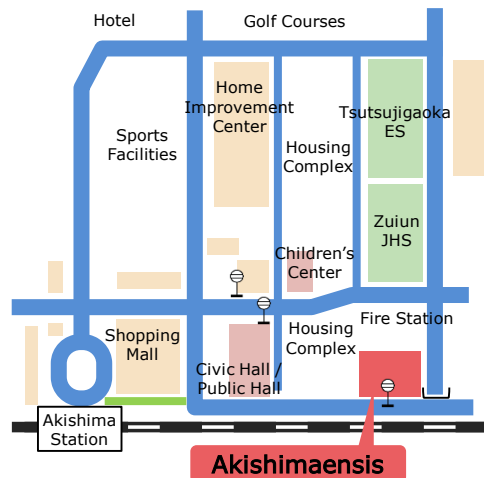 Hotel
Golf Courses
Home
Improvement
Center
Tsutsujigaoka
ES
Sports
Facilities
Housing
Complex
Zuiun
JHS
Children's
Center
Fire Station
Shopping
Mall
Housing
Complex
Civic Hall /
Public Hall
Akishima
Station
Akishimaensis